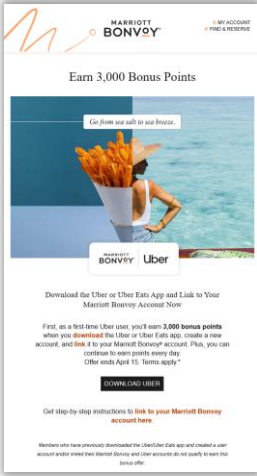 MARRIOTT
BONVOY
MY ACCOUNT
FIND & RESERVE
Earn 3,000 Bonus Points
Go from sea salt to sea breeze.
MARRIOTT
BONVOY
Uber
Download the Uber or Uber Eats App and Link to Your
Marriott Bonvoy Account Now
First, as a first-time Uber user, you'll earn 3,000 bonus points
when you download the Uber or Uber Eats app, create a new
account, and link it to your Marriott Bonvoy® account. Plus, you can
continue to earn points every day.
Offer ends April 15. Terms apply.*
DOWNLOAD UBER
Get step-by-step instructions to link to your Marriott Bonvoy
account here.
Members who have previously downloaded the Uber/Uber Eats app and created a user
account and/or linked their Marriott Bonvoy and Uber accounts do not qualify to earn this
bonus offer.